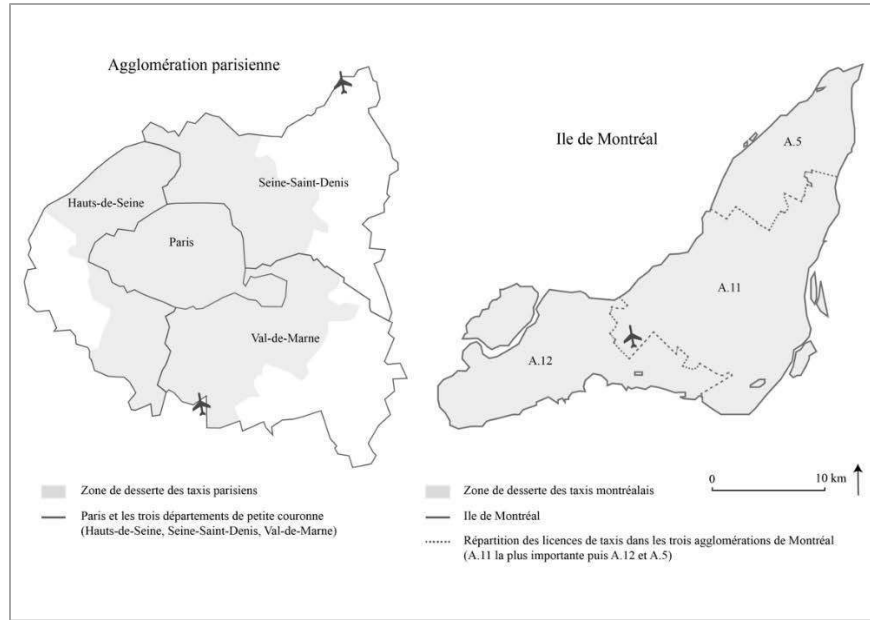 Agglomération parisienne
Seine-Saint-Denis
Hauts-de-Seine
Paris
Val-de-Marne
Zone de desserte des taxis parisiens
Paris et les trois départements de petite couronne
(Hauts-de-Seine, Seine-Saint-Denis, Val-de-Marne)
Ile de Montréal
A.5
A.11
A.12
0 10 km
Zone de desserte des taxis montréalais
Ile de Montréal
Répartition des licences de taxis dans les trois agglomérations de Montréal
(A.11 la plus importante puis A.12 et A.5)